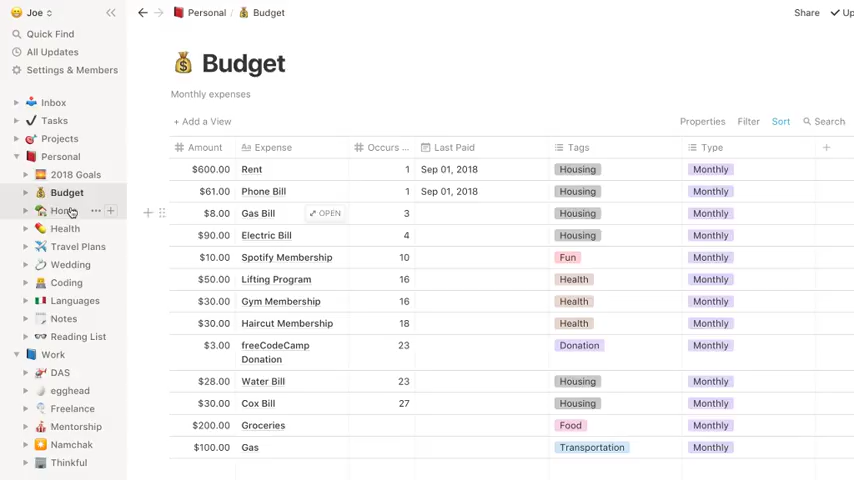 Joe
Personal / Budget
Share
Up
Quick Find
All Updates
Settings & Members
Inbox
Tasks
Projects
Personal
2018 Goals
Budget
Home
Health
Travel Plans
Wedding
Coding
Languages
Notes
Reading List
Work
DAS
egghead
Freelance
Mentorship
Namchak
Thinkful
Budget
Monthly expenses
+ Add a View
Properties Filter Sort Search
Amount Expense Occurs ... Last Paid Tags Type
$600.00 Rent 1 Sep 01, 2018 Housing Monthly
$61.00 Phone Bill 1 Sep 01, 2018 Housing Monthly
$8.00 Gas Bill OPEN 3 Housing Monthly
$90.00 Electric Bill 4 Housing Monthly
$10.00 Spotify Membership 10 Fun Monthly
$50.00 Lifting Program 16 Health Monthly
$30.00 Gym Membership 16 Health Monthly
$30.00 Haircut Membership 18 Health Monthly
$3.00 freeCodeCamp 23 Donation Monthly
Donation
$28.00 Water Bill 23 Housing Monthly
$30.00 Cox Bill 27 Housing Monthly
$200.00 Groceries Food Monthly
$100.00 Gas Transportation Monthly